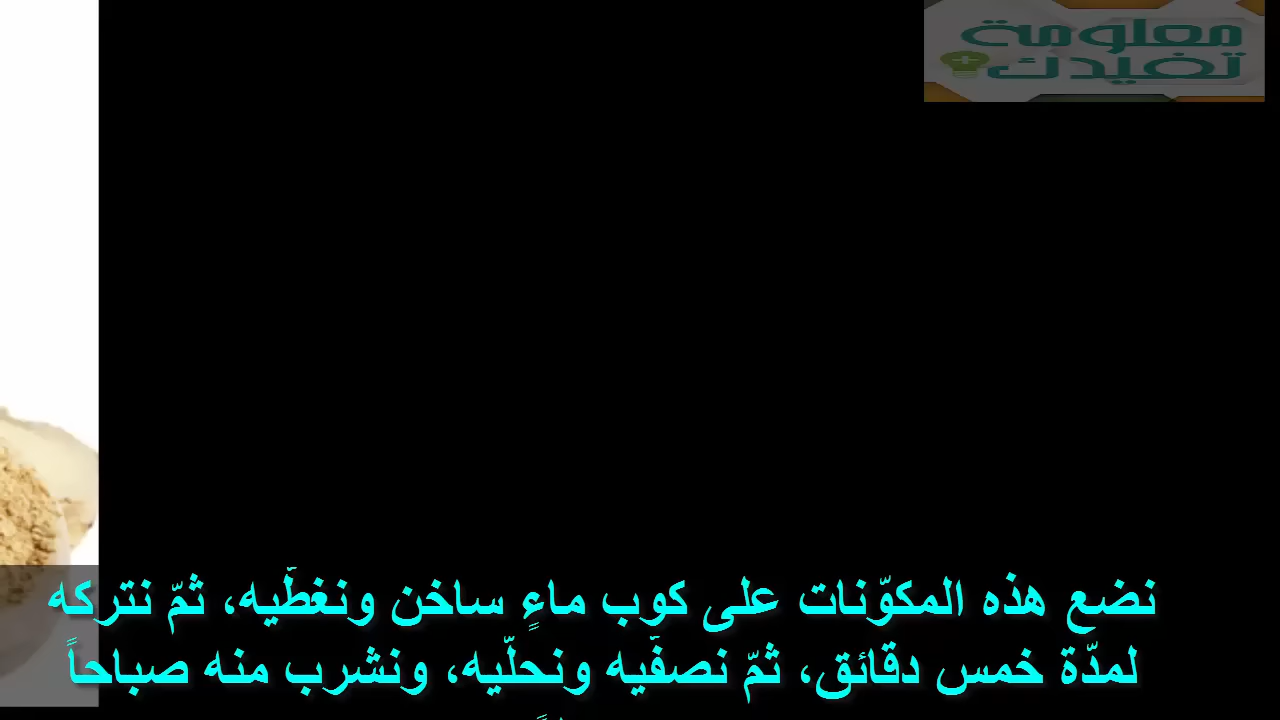 معلومة
تفيدك
نضع هذه المكوّنات على كوب ماءٍ ساخن ونغطّيه، ثمّ نتركه
لمدّة خمس دقائق، ثمّ نصفّيه ونحلّيه، ونشرب منه صباحاً